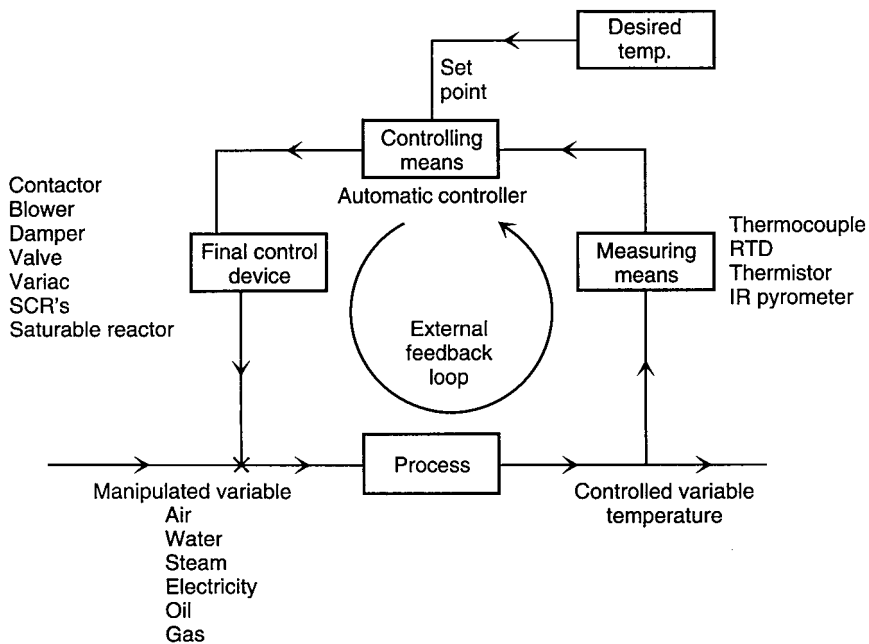 Desired
temp.
Set
point
Controlling
means
Automatic controller
Contactor
Blower
Damper
Valve
Variac
SCR's
Saturable reactor
Final control
device
Measuring
means
Thermocouple
RTD
Thermistor
IR pyrometer
External
feedback
loop
Process
Manipulated variable
Air
Water
Steam
Electricity
Oil
Gas
Controlled variable
temperature